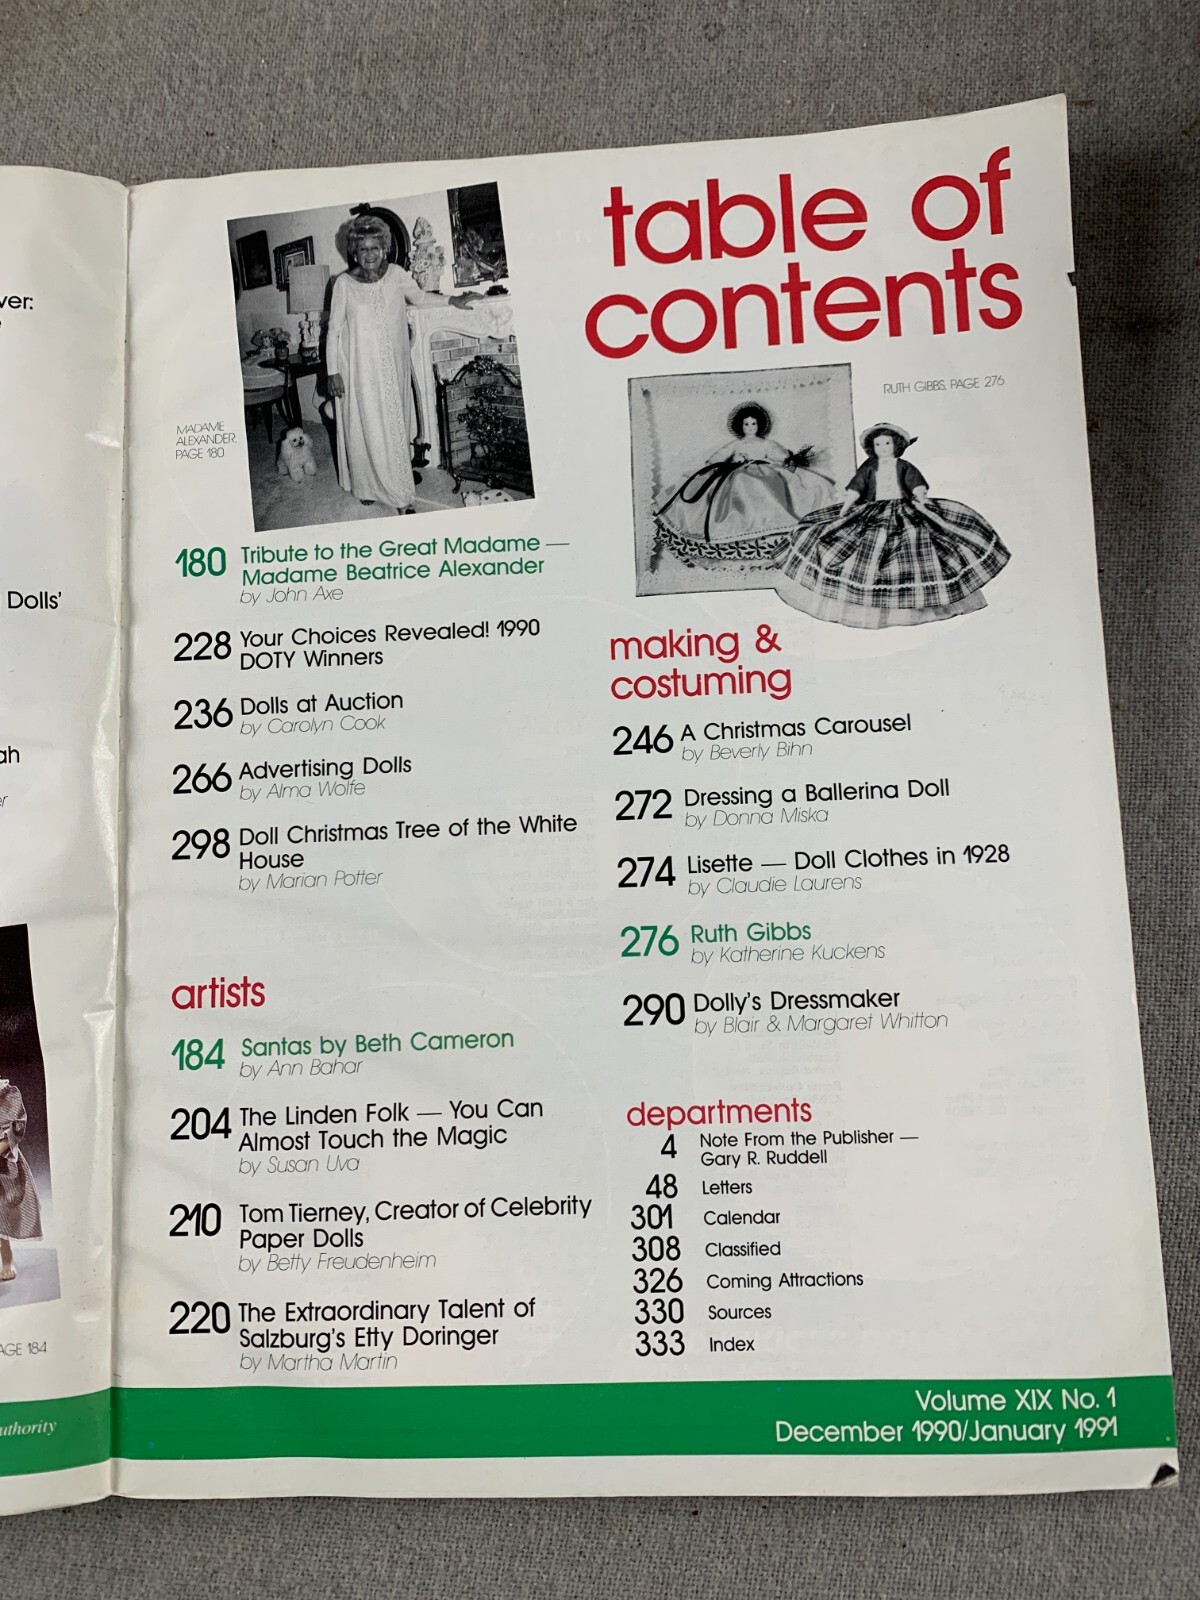 ver:
Dolls'
ah
er
AGE 184
uthority
table of
contents
MADAME
ALEXANDER,
PAGE 180
RUTH GIBBS, PAGE 276
180 Tribute to the Great Madame —
Madame Beatrice Alexander
by John Axe
228 Your Choices Revealed! 1990
DOTY Winners
236 Dolls at Auction
by Carolyn Cook
266 Advertising Dolls
by Alma Wolfe
298 Doll Christmas Tree of the White
House
by Marian Potter
artists
184 Santas by Beth Cameron
by Ann Bahar
204 The Linden Folk — You Can
Almost Touch the Magic
by Susan Uva
210 Tom Tierney, Creator of Celebrity
Paper Dolls
by Betty Freudenheim
220 The Extraordinary Talent of
Salzburg's Etty Doringer
by Martha Martin
making &
costuming
246 A Christmas Carousel
by Beverly Bihn
272 Dressing a Ballerina Doll
by Donna Miska
274 Lisette — Doll Clothes in 1928
by Claudie Laurens
276 Ruth Gibbs
by Katherine Kuckens
290 Dolly's Dressmaker
by Blair & Margaret Whitton
departments
4 Note From the Publisher —
Gary R. Ruddell
48 Letters
301 Calendar
308 Classified
326 Coming Attractions
330 Sources
333 Index
Volume XIX No. 1
December 1990/January 1991